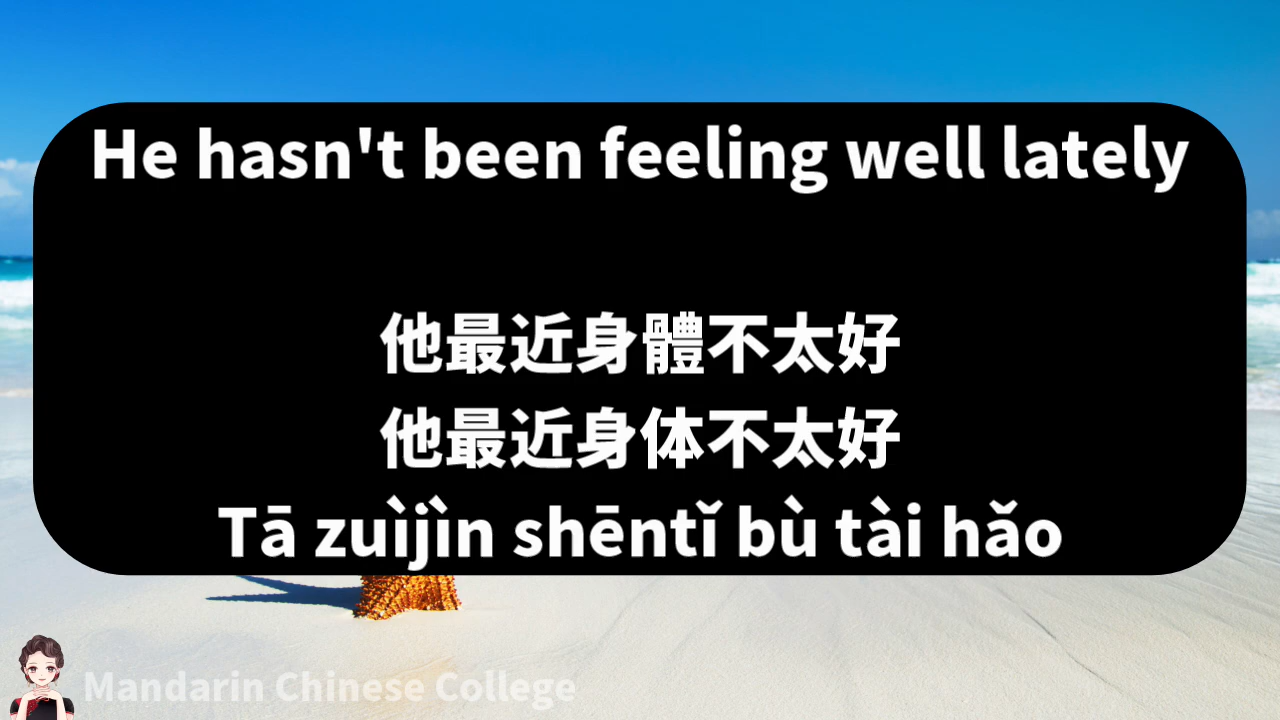 He hasn't been feeling well lately
他最近身體不太好
他最近身体不太好
Tā zuìjìn shēntǐ bù tài hǎo
Mandarin Chinese College